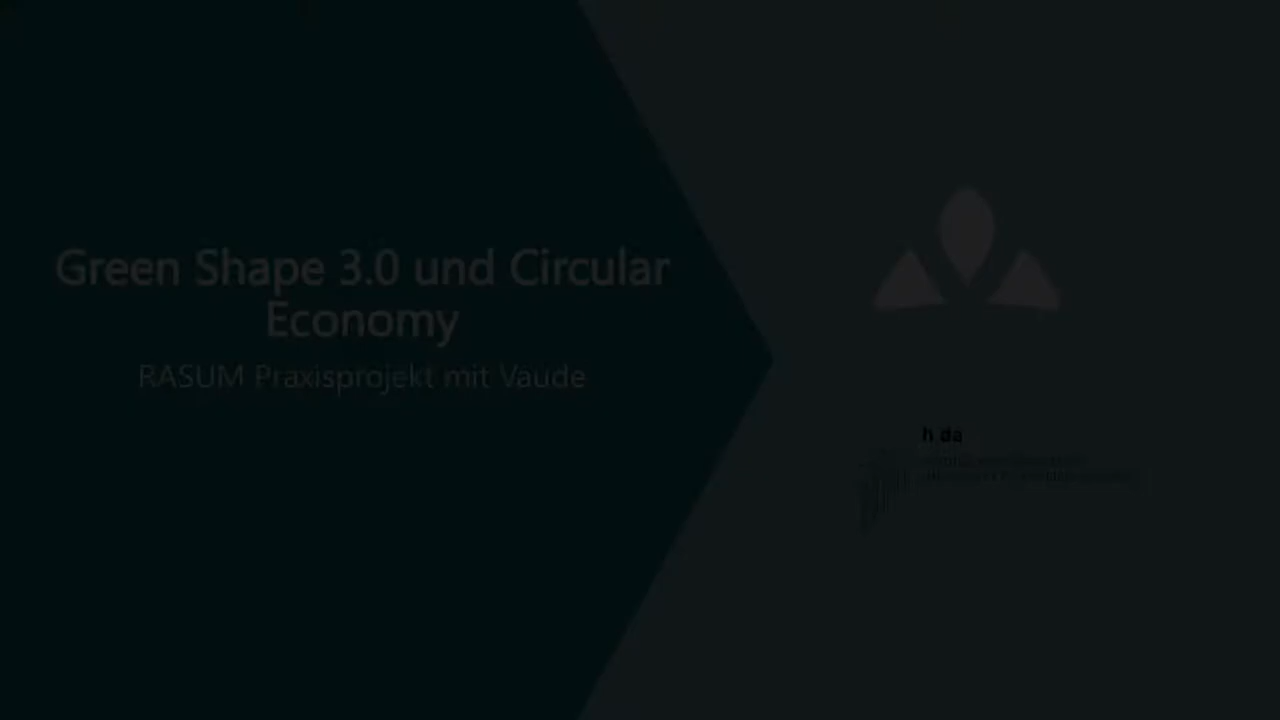 Green Shape 3.0 und Circular
Economy
RASUM Praxisprojekt mit Vaude
h da